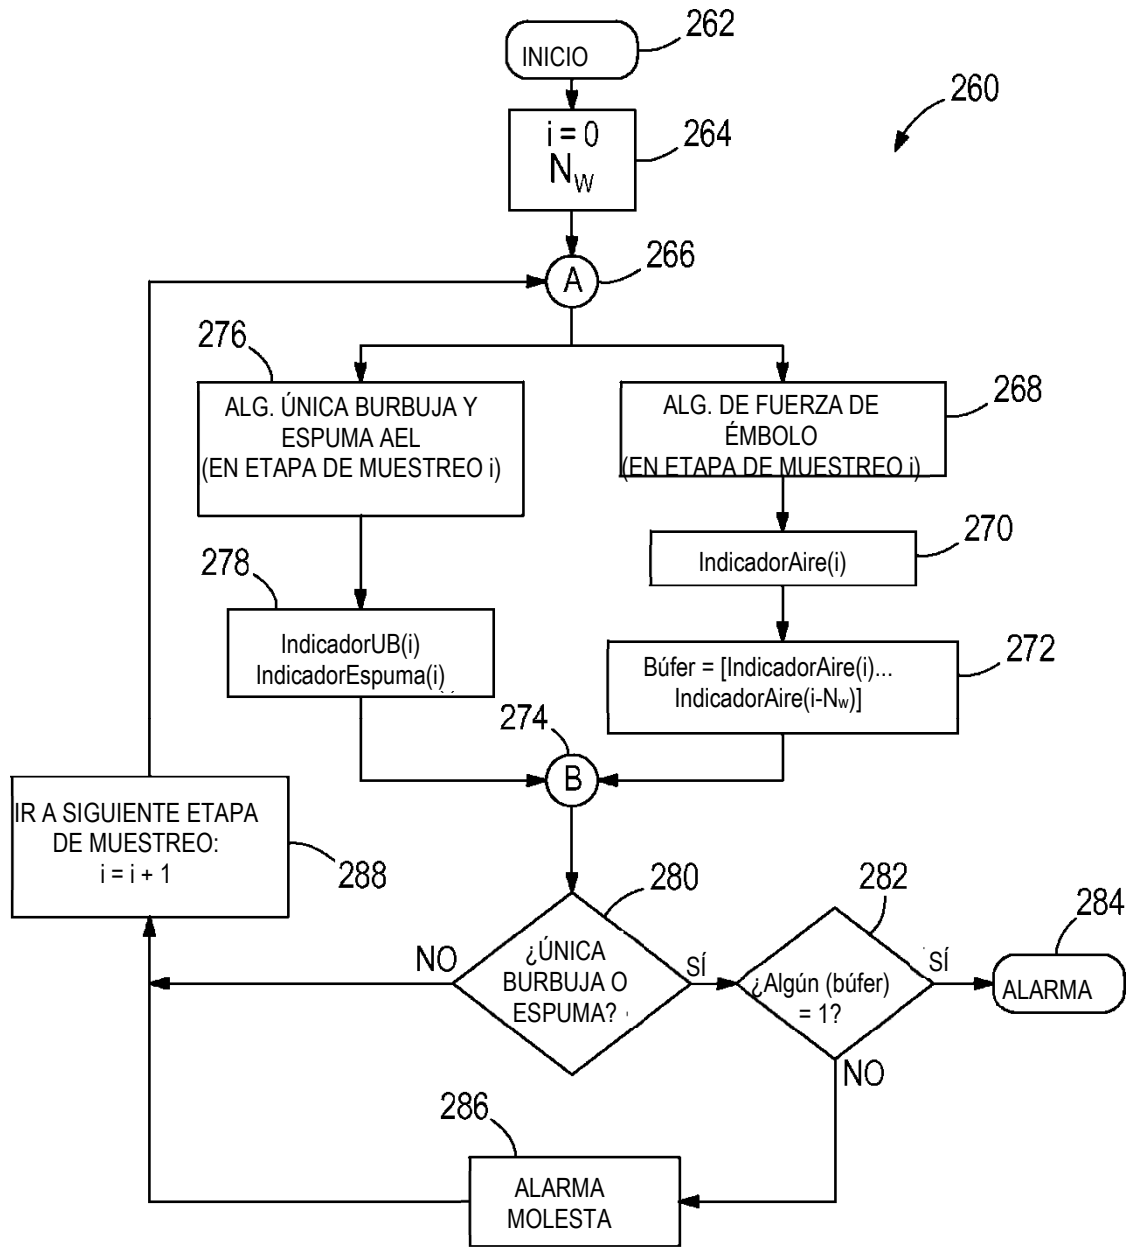 262
INICIO
260
i = 0
N_W
264
A
266
276
ALG. ÚNICA BURBUJA Y
ESPUMA AEL
(EN ETAPA DE MUESTREO i)
268
ALG. DE FUERZA DE
ÉMBOLO
(EN ETAPA DE MUESTREO i)
270
IndicadorAire(i)
278
IndicadorUB(i)
IndicadorEspuma(i)
272
Búfer = [IndicadorAire(i)...
IndicadorAire(i-Nw)]
274
B
IR A SIGUIENTE ETAPA
DE MUESTREO:
i = i + 1
288
280
¿ÚNICA
BURBUJA O
ESPUMA?
NO
SÍ
282
¿Algún (búfer)
= 1?
SÍ
NO
284
ALARMA
286
ALARMA
MOLESTA